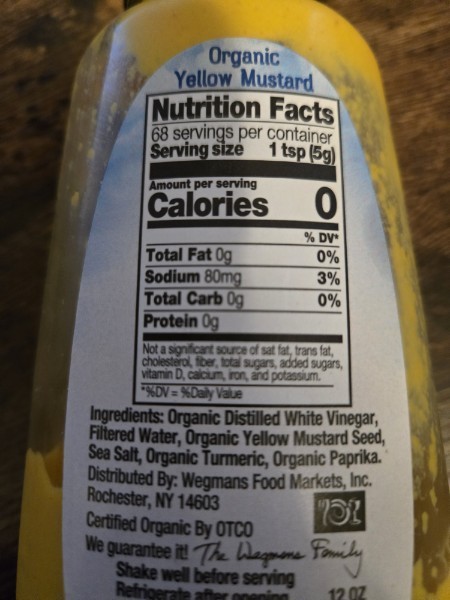 Organic
Yellow Mustard
Nutrition Facts
68 servings per container
Serving size 1 tsp (5g)
Amount per serving
Calories 0
% DV*
Total Fat 0g 0%
Sodium 80mg 3%
Total Carb 0g 0%
Protein 0g
Not a significant source of sat fat, trans fat,
cholesterol, fiber, total sugars, added sugars,
vitamin D, calcium, iron, and potassium.
*%DV = %Daily Value
Ingredients: Organic Distilled White Vinegar,
Filtered Water, Organic Yellow Mustard Seed,
Sea Salt, Organic Turmeric, Organic Paprika.
Distributed By: Wegmans Food Markets, Inc.
Rochester, NY 14603
Certified Organic By OTCO
We guarantee it! The Wegmans Family
Shake well before serving
Refrigerate after opening 12 OZ